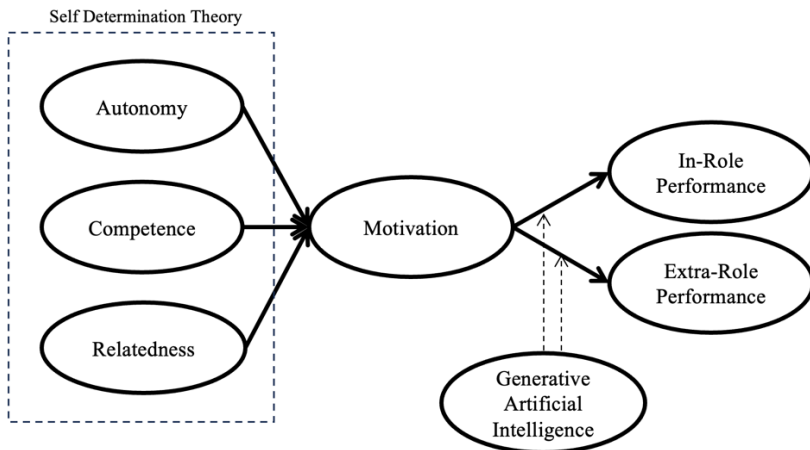 Self Determination Theory
Autonomy
Competence
Relatedness
Motivation
In-Role
Performance
Extra-Role
Performance
Generative
Artificial
Intelligence